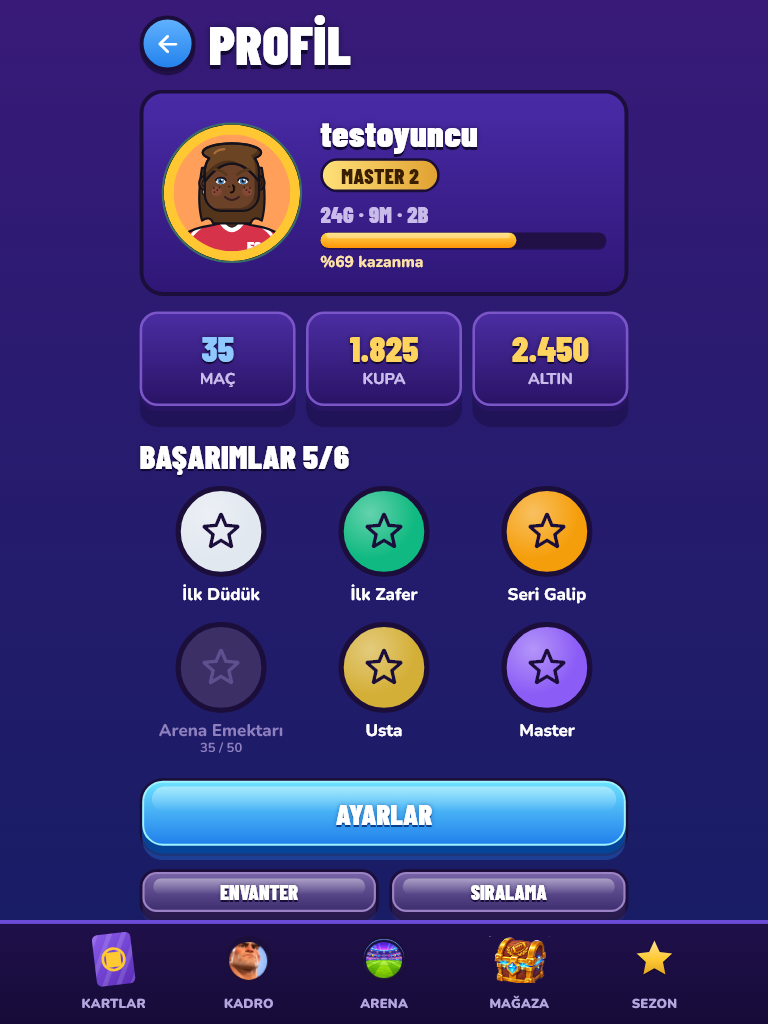 PROFİL
testoyuncu
MASTER 2
24G · 9M · 2B
%69 kazanma
35
MAÇ
1.825
KUPA
2.450
ALTIN
BAŞARIMLAR 5/6
İlk Düdük
İlk Zafer
Seri Galip
Arena Emektarı
35 / 50
Usta
Master
AYARLAR
ENVANTER
SIRALAMA
KARTLAR
KADRO
ARENA
MAĞAZA
SEZON